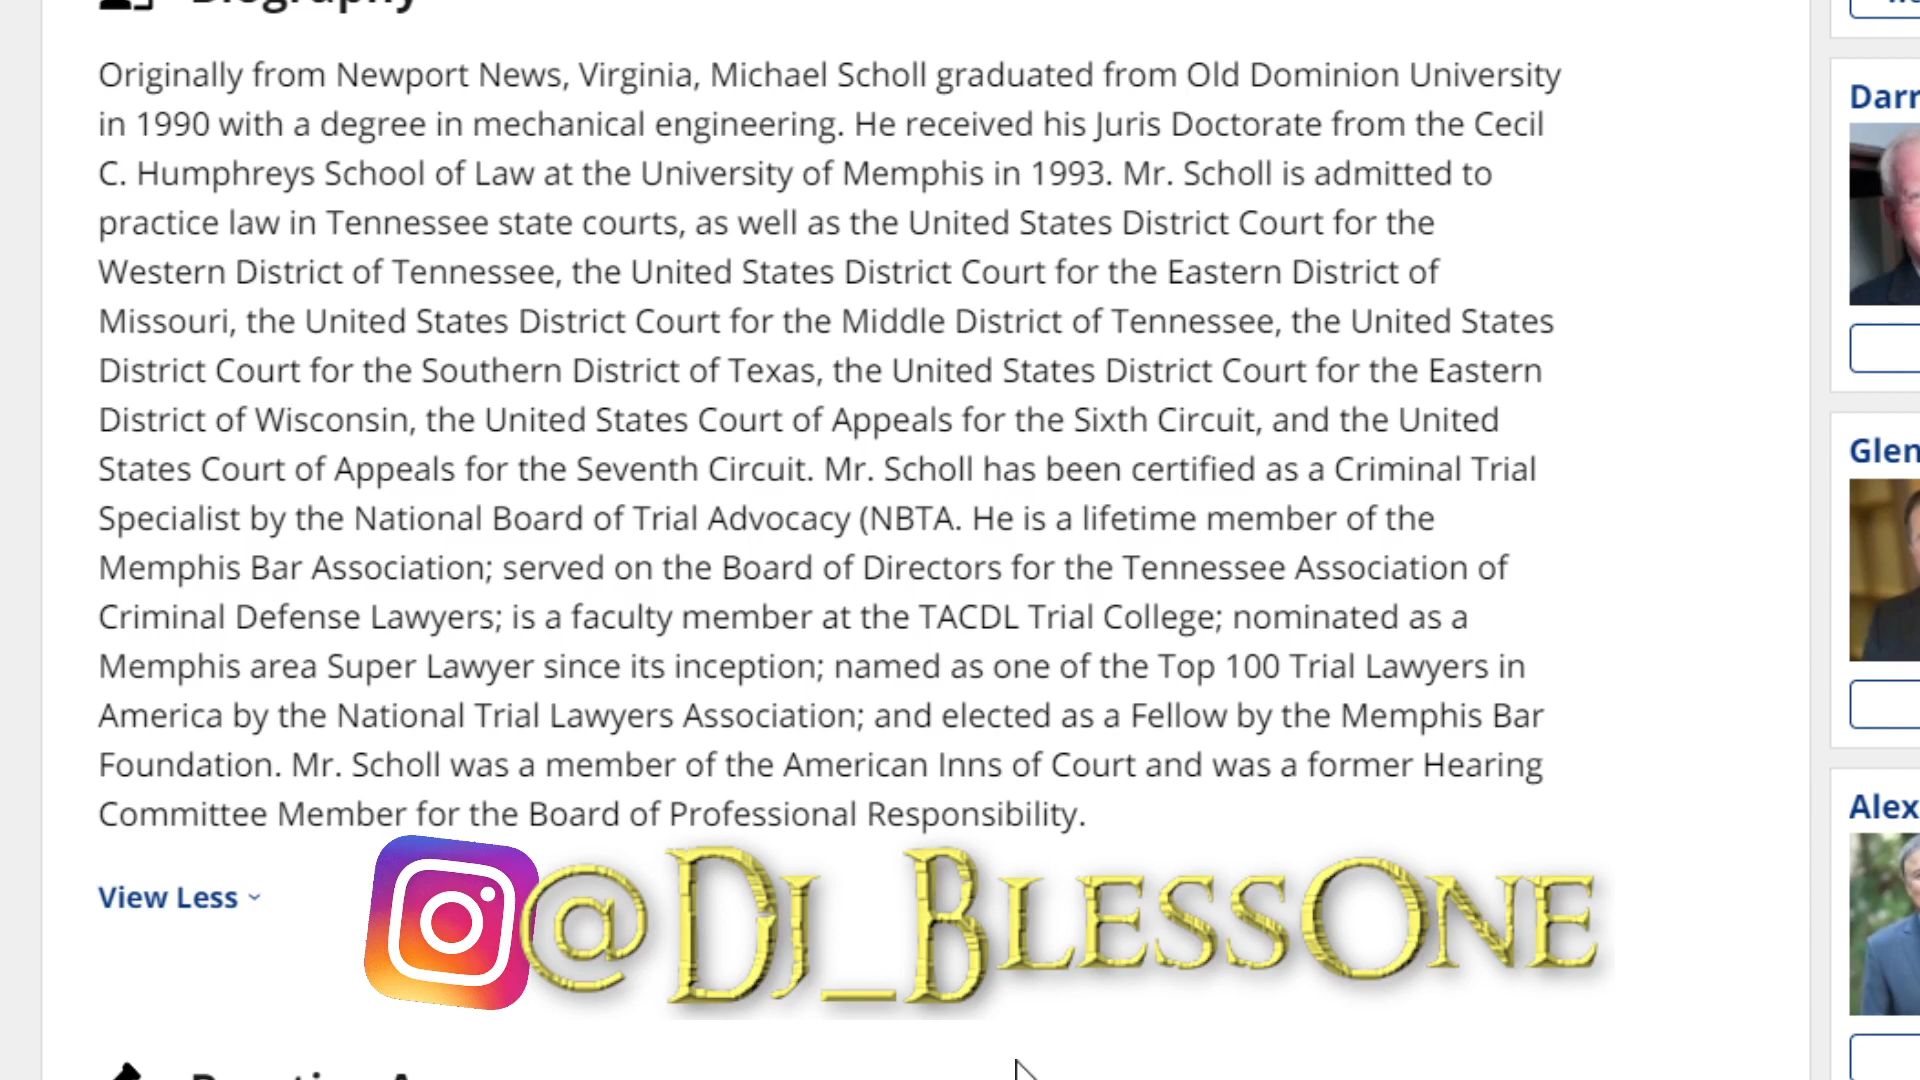 Biography
Originally from Newport News, Virginia, Michael Scholl graduated from Old Dominion University
in 1990 with a degree in mechanical engineering. He received his Juris Doctorate from the Cecil
C. Humphreys School of Law at the University of Memphis in 1993. Mr. Scholl is admitted to
practice law in Tennessee state courts, as well as the United States District Court for the
Western District of Tennessee, the United States District Court for the Eastern District of
Missouri, the United States District Court for the Middle District of Tennessee, the United States
District Court for the Southern District of Texas, the United States District Court for the Eastern
District of Wisconsin, the United States Court of Appeals for the Sixth Circuit, and the United
States Court of Appeals for the Seventh Circuit. Mr. Scholl has been certified as a Criminal Trial
Specialist by the National Board of Trial Advocacy (NBTA. He is a lifetime member of the
Memphis Bar Association; served on the Board of Directors for the Tennessee Association of
Criminal Defense Lawyers; is a faculty member at the TACDL Trial College; nominated as a
Memphis area Super Lawyer since its inception; named as one of the Top 100 Trial Lawyers in
America by the National Trial Lawyers Association; and elected as a Fellow by the Memphis Bar
Foundation. Mr. Scholl was a member of the American Inns of Court and was a former Hearing
Committee Member for the Board of Professional Responsibility.
View Less
@Dj_BlessOne
Darr
Glen
Alex